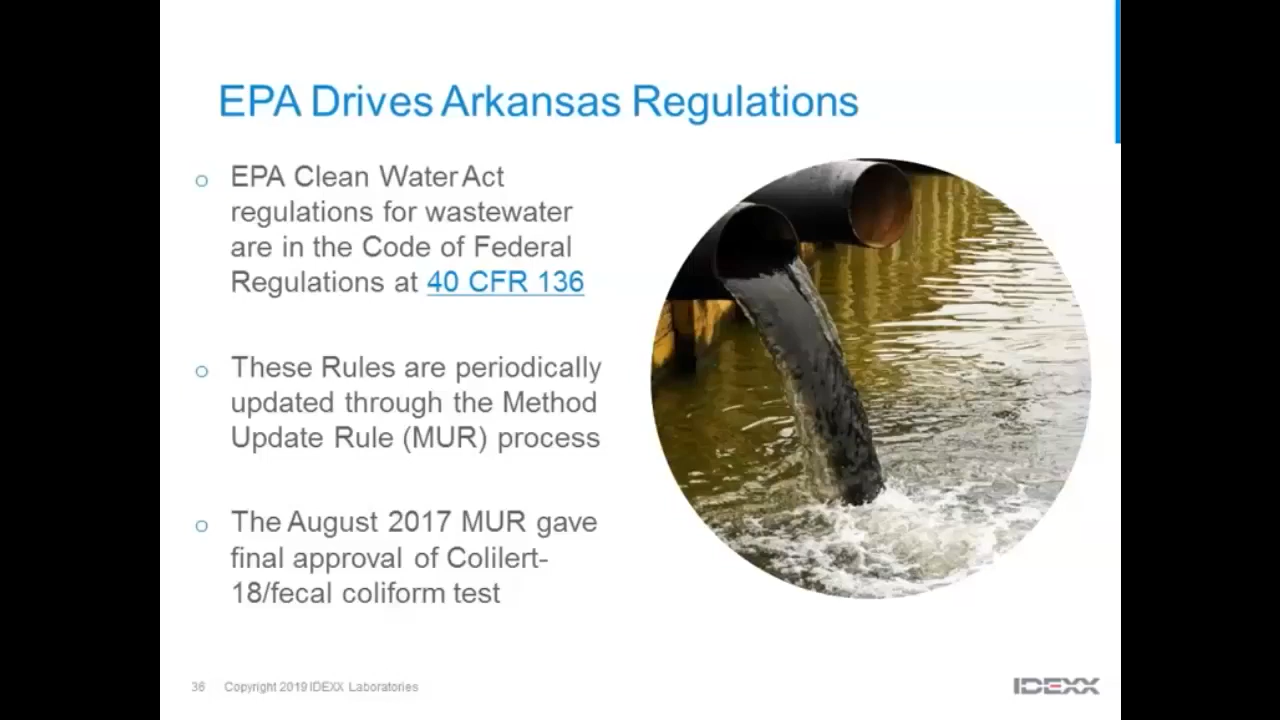 EPA Drives Arkansas Regulations
o EPA Clean Water Act
regulations for wastewater
are in the Code of Federal
Regulations at 40 CFR 136
o These Rules are periodically
updated through the Method
Update Rule (MUR) process
o The August 2017 MUR gave
final approval of Colilert-
18/fecal coliform test
36 Copyright 2019 IDEXX Laboratories
IDEXX